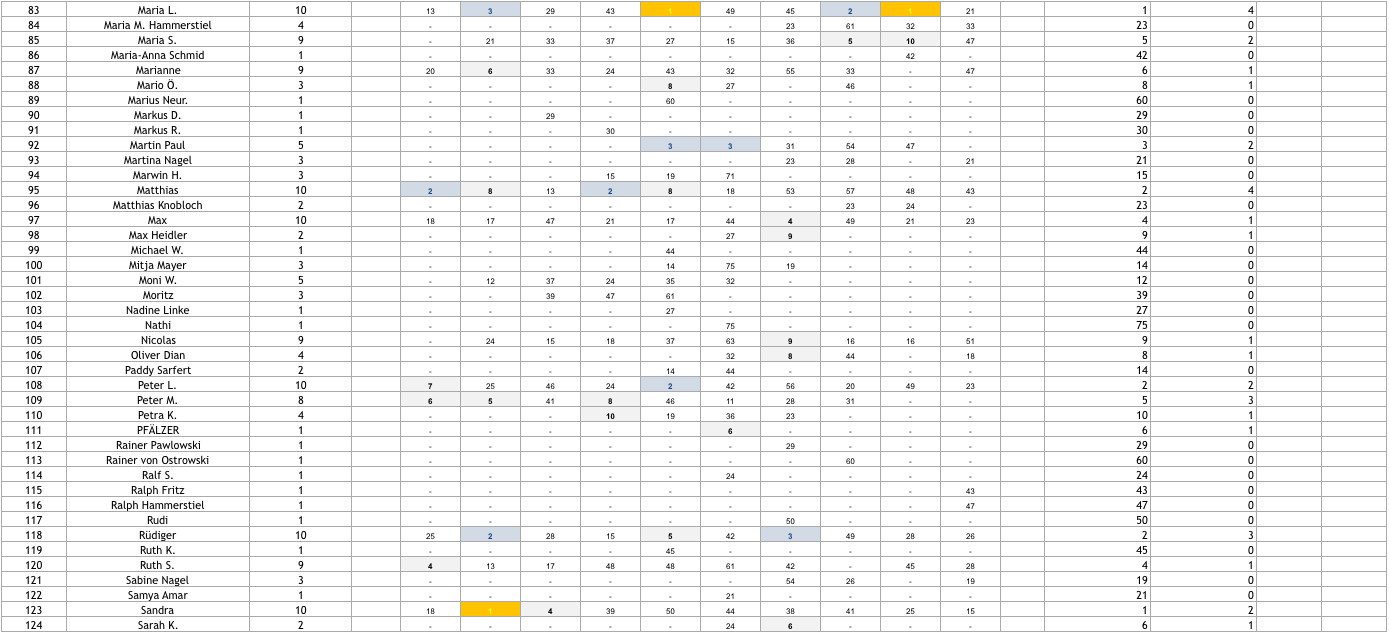 83 Maria L. 10 13 3 29 43 1 49 45 2 1 21 1 4
84 Maria M. Hammerstiel 4 - - - - - - 23 61 32 33 23 0
85 Maria S. 9 - 21 33 37 27 15 36 5 10 47 5 2
86 Maria-Anna Schmid 1 - - - - - - - - 42 - 42 0
87 Marianne 9 20 6 33 24 43 32 55 33 - 47 6 1
88 Mario Ö. 3 - - - - 8 27 - 46 - - 8 1
89 Marius Neur. 1 - - - - 60 - - - - - 60 0
90 Markus D. 1 - - 29 - - - - - - - 29 0
91 Markus R. 1 - - - 30 - - - - - - 30 0
92 Martin Paul 5 - - - - 3 3 31 54 47 - 3 2
93 Martina Nagel 3 - - - - - - 23 28 - 21 21 0
94 Marwin H. 3 - - - 15 19 71 - - - - 15 0
95 Matthias 10 2 8 13 2 8 18 53 57 48 43 2 4
96 Matthias Knobloch 2 - - - - - - - 23 24 - 23 0
97 Max 10 18 17 47 21 17 44 4 49 21 23 4 1
98 Max Heidler 2 - - - - - 27 9 - - - 9 1
99 Michael W. 1 - - - - 44 - - - - - 44 0
100 Mitja Mayer 3 - - - - 14 75 19 - - - 14 0
101 Moni W. 5 - 12 37 24 35 32 - - - - 12 0
102 Moritz 3 - - 39 47 61 - - - - - 39 0
103 Nadine Linke 1 - - - - 27 - - - - - 27 0
104 Nathi 1 - - - - - 75 - - - - 75 0
105 Nicolas 9 - 24 15 18 37 63 9 16 16 51 9 1
106 Oliver Dian 4 - - - - - 32 8 44 - 18 8 1
107 Paddy Sarfert 2 - - - - 14 44 - - - - 14 0
108 Peter L. 10 7 25 46 24 2 42 56 20 49 23 2 2
109 Peter M. 8 6 5 41 8 46 11 28 31 - - 5 3
110 Petra K. 4 - - - 10 19 36 23 - - - 10 1
111 PFÄLZER 1 - - - - - 6 - - - - 6 1
112 Rainer Pawlowski 1 - - - - - - 29 - - - 29 0
113 Rainer von Ostrowski 1 - - - - - - - 60 - - 60 0
114 Ralf S. 1 - - - - - 24 - - - - 24 0
115 Ralph Fritz 1 - - - - - - - - - 43 43 0
116 Ralph Hammerstiel 1 - - - - - - - - - 47 47 0
117 Rudi 1 - - - - - - 50 - - - 50 0
118 Rüdiger 10 25 2 28 15 5 42 3 49 28 26 2 3
119 Ruth K. 1 - - - - 45 - - - - - 45 0
120 Ruth S. 9 4 13 17 48 48 61 42 - 45 28 4 1
121 Sabine Nagel 3 - - - - - - 54 26 - 19 19 0
122 Samya Amar 1 - - - - - 21 - - - - 21 0
123 Sandra 10 18 1 4 39 50 44 38 41 25 15 1 2
124 Sarah K. 2 - - - - - 24 6 - - - 6 1